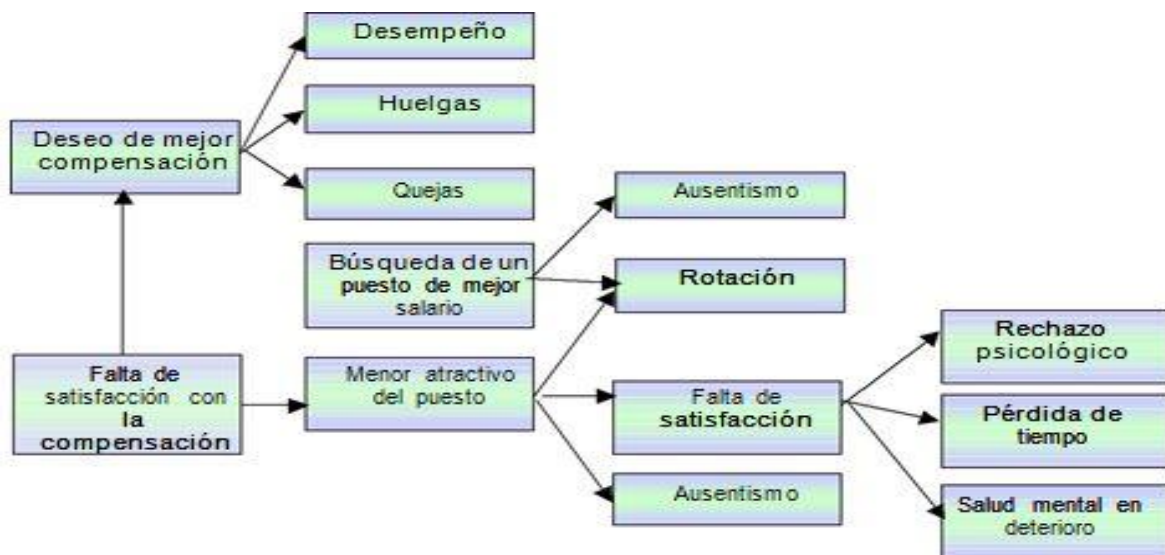 Desempeño
Huelgas
Deseo de mejor
compensación
Quejas
Ausentismo
Búsqueda de un
puesto de mejor
salario
Rotación
Rechazo
psicológico
Falta de
satisfacción con
la
compensación
Menor atractivo
del puesto
Falta de
satisfacción
Pérdida de
tiempo
Ausentismo
Salud mental en
deterioro